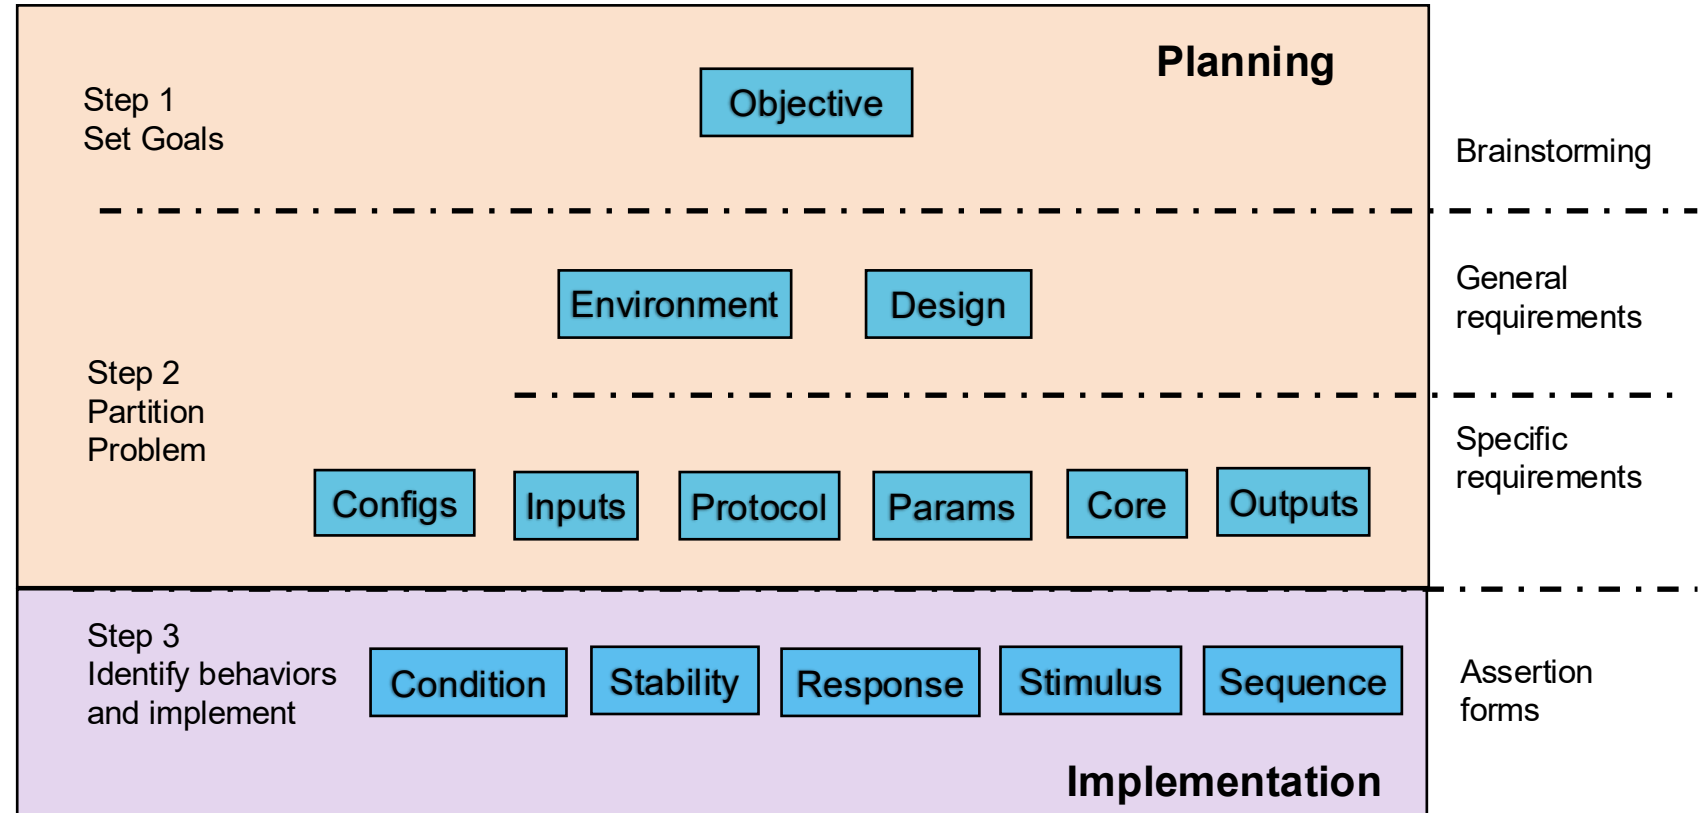 Planning
Step 1
Set Goals
Objective
Brainstorming
Environment
Design
General
requirements
Step 2
Partition
Problem
Specific
requirements
Configs
Inputs
Protocol
Params
Core
Outputs
Step 3
Identify behaviors
and implement
Condition
Stability
Response
Stimulus
Sequence
Assertion
forms
Implementation